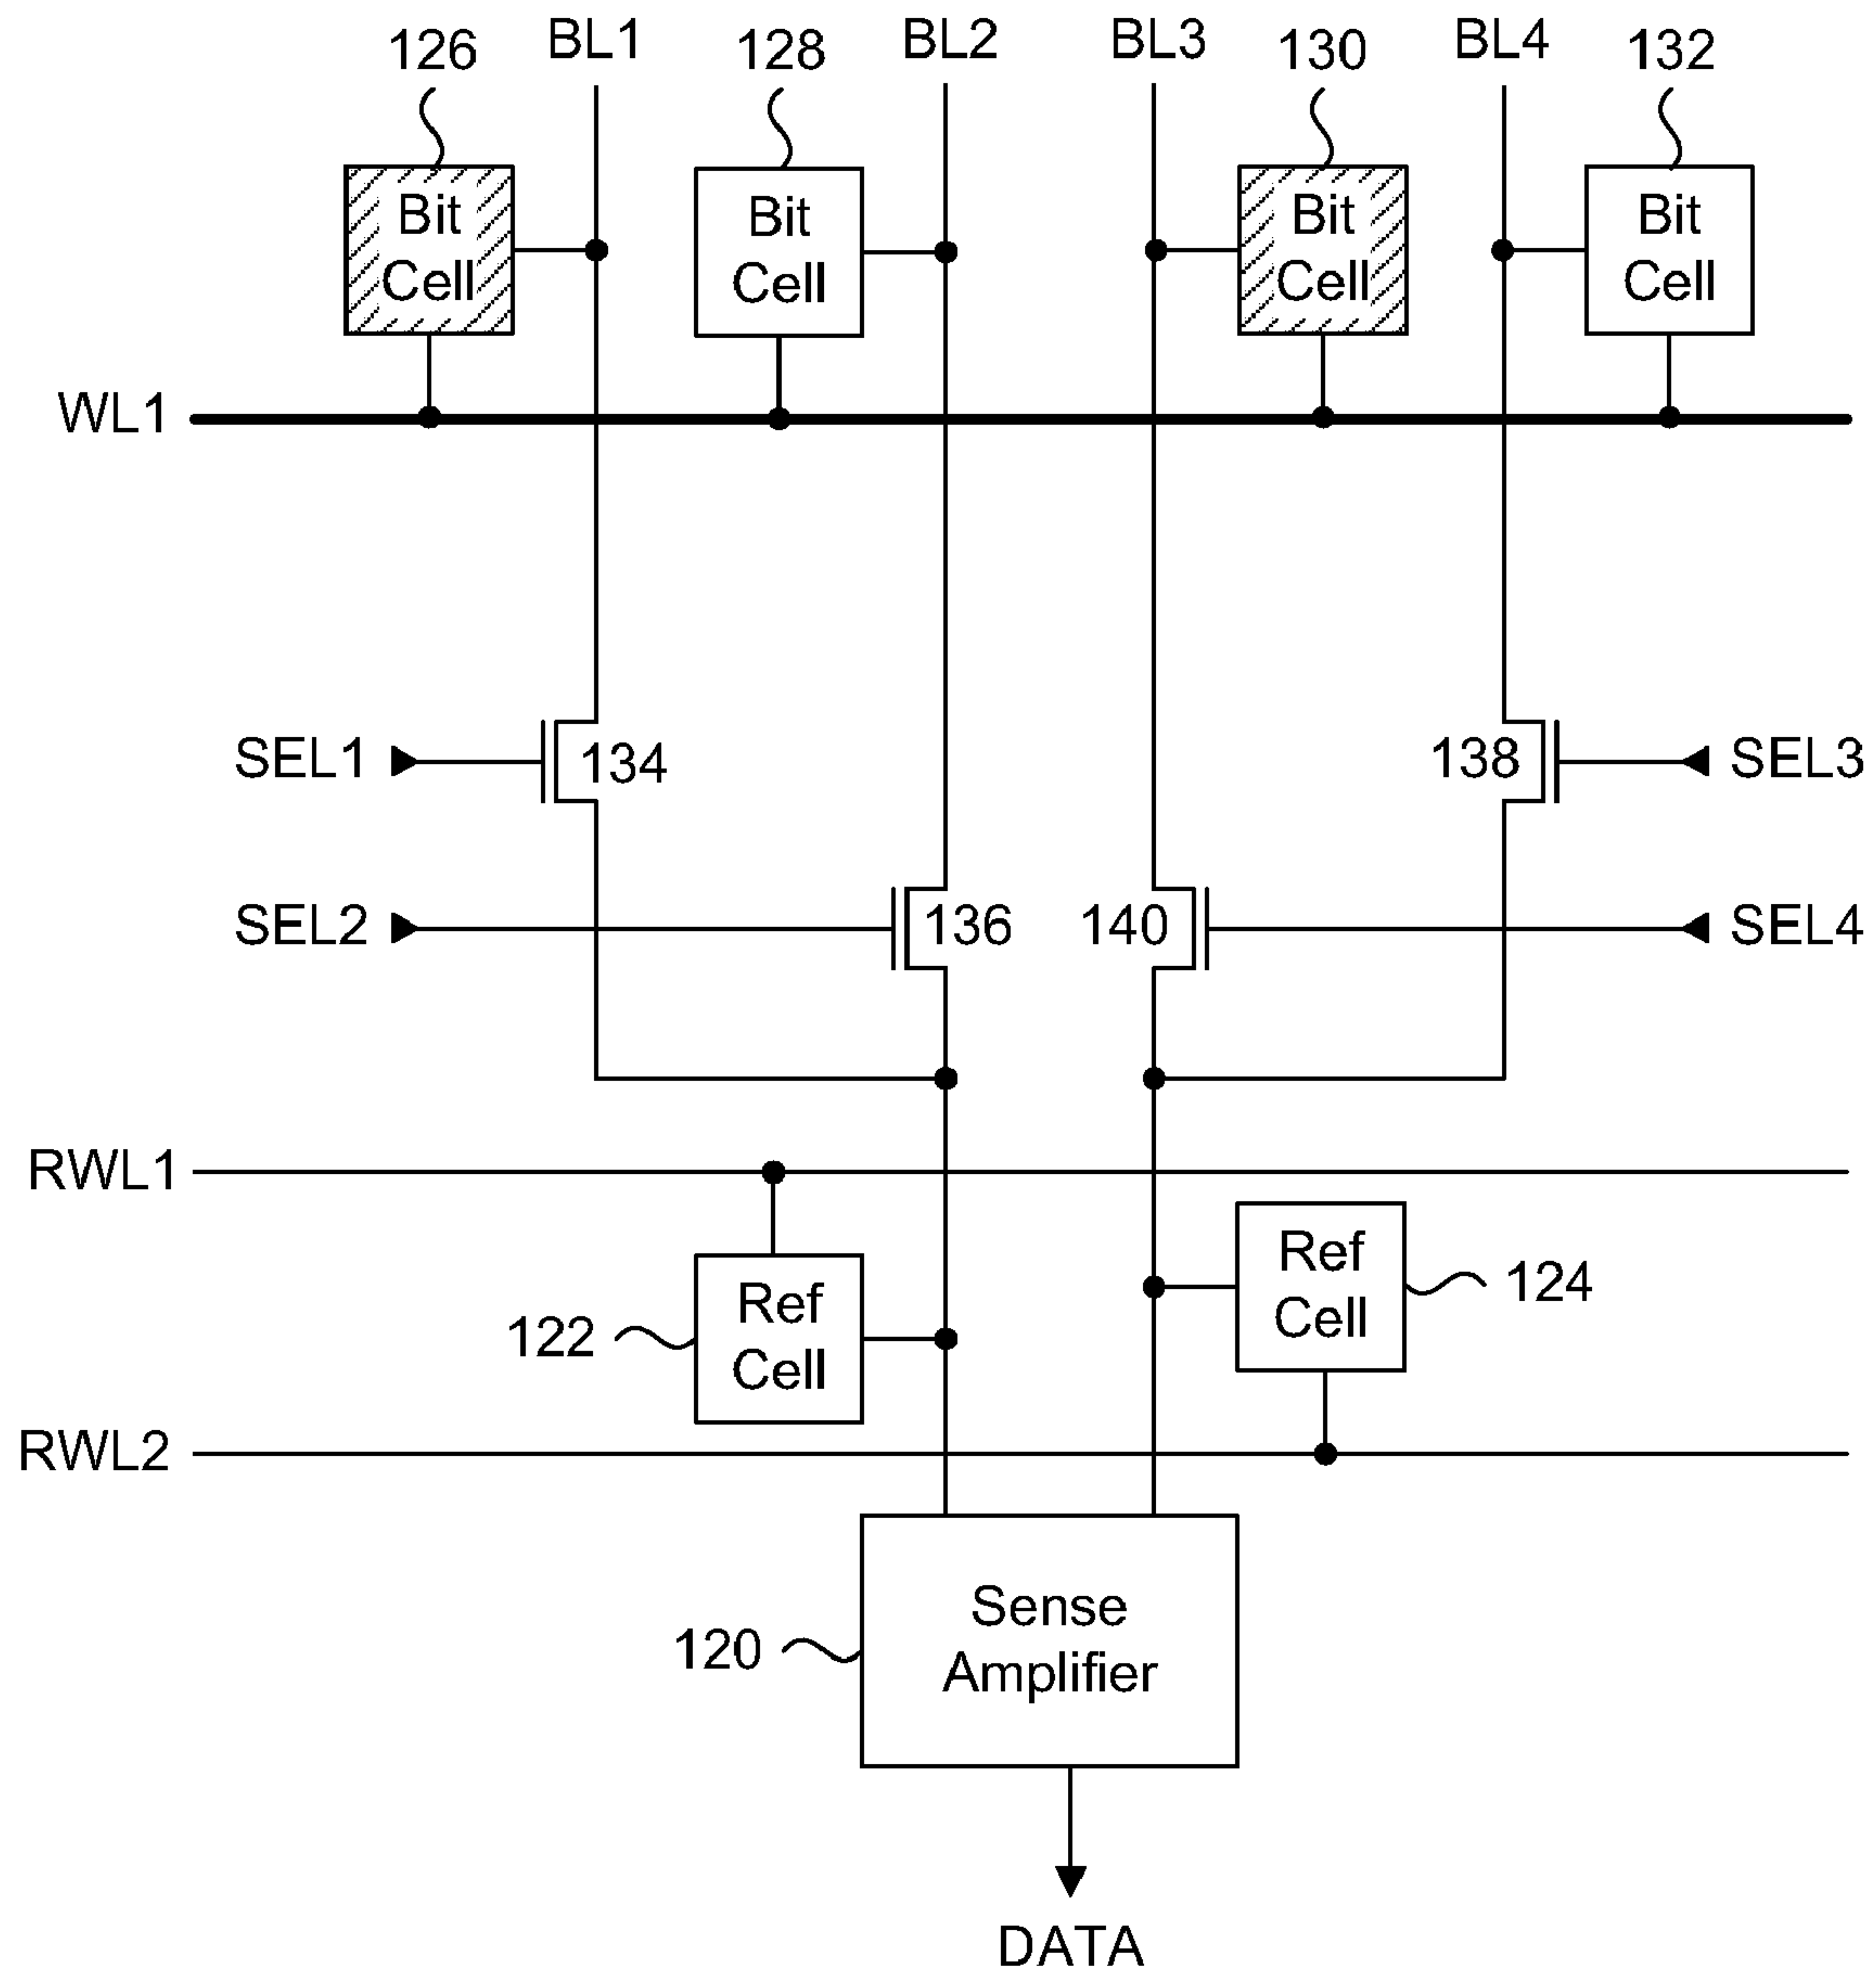 126 BL1 128 BL2 BL3 130 BL4 132
Bit
Cell
Bit
Cell
Bit
Cell
Bit
Cell
WL1
SEL1 134 138 SEL3
SEL2 136 140 SEL4
RWL1
Ref
Cell
124
122
Ref
Cell
RWL2
120
Sense
Amplifier
DATA